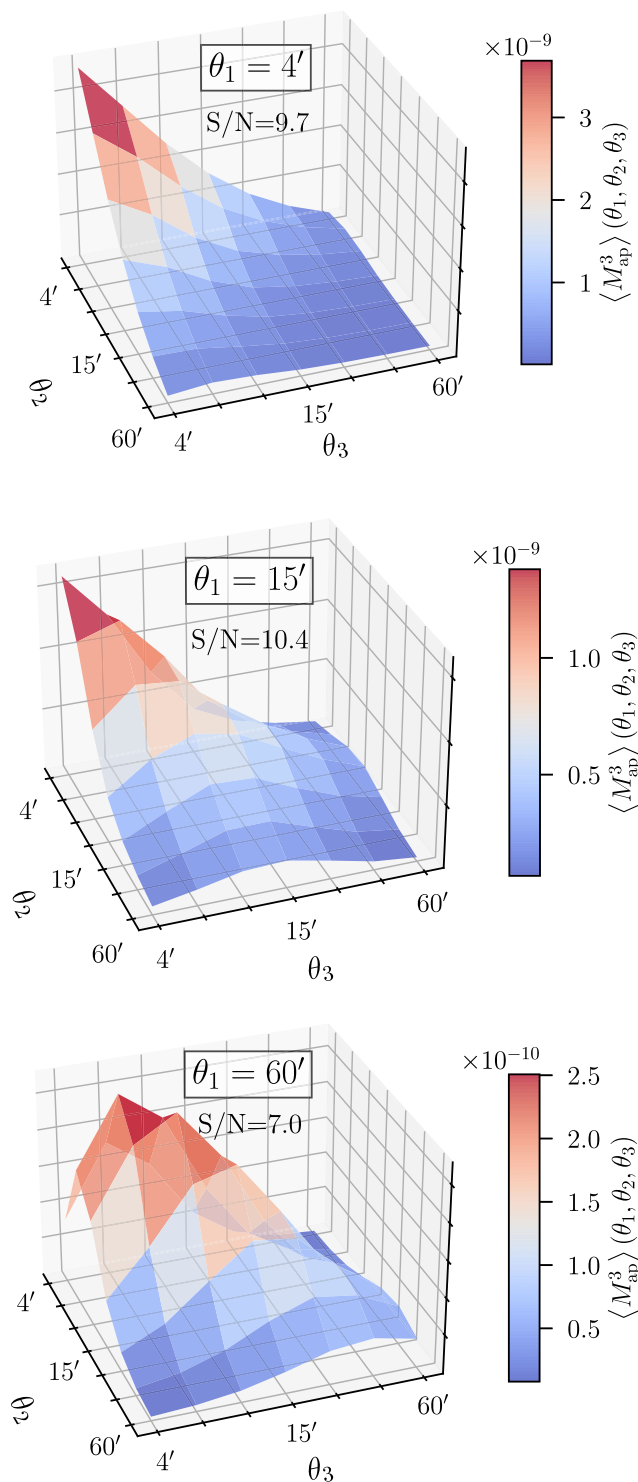 ×10⁻⁹
θ₁ = 4′
S/N=9.7
3
2
1
⟨M³ₐₚ⟩ (θ₁, θ₂, θ₃)
4′
15′
60′
θ₂
4′
15′
60′
θ₃
×10⁻⁹
θ₁ = 15′
S/N=10.4
1.0
0.5
⟨M³ₐₚ⟩ (θ₁, θ₂, θ₃)
4′
15′
60′
θ₂
4′
15′
60′
θ₃
×10⁻¹⁰
θ₁ = 60′
S/N=7.0
2.5
2.0
1.5
1.0
0.5
⟨M³ₐₚ⟩ (θ₁, θ₂, θ₃)
4′
15′
60′
θ₂
4′
15′
60′
θ₃